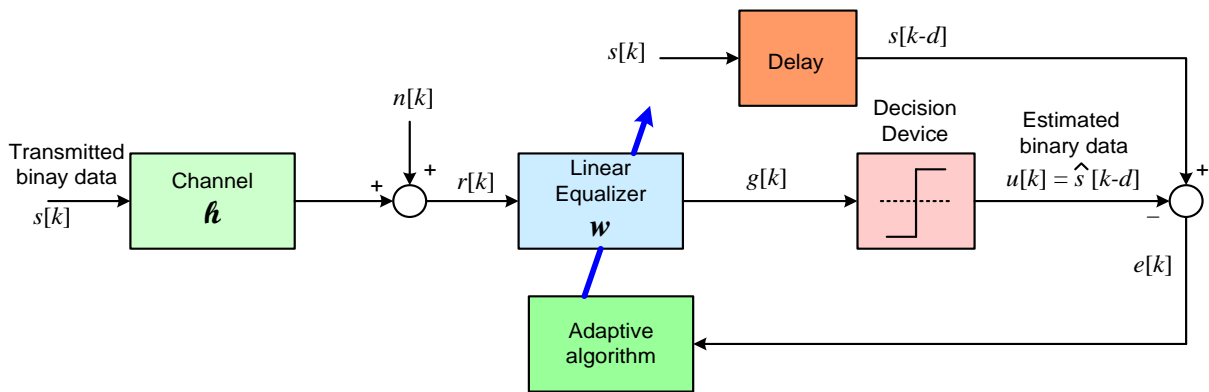 s[k]
Delay
s[k-d]
n[k]
Decision
Device
Estimated
binary data
u[k] = ŝ [k-d]
Transmitted
binay data
s[k]
Channel
h
+
+
r[k]
Linear
Equalizer
w
g[k]
+
−
e[k]
Adaptive
algorithm